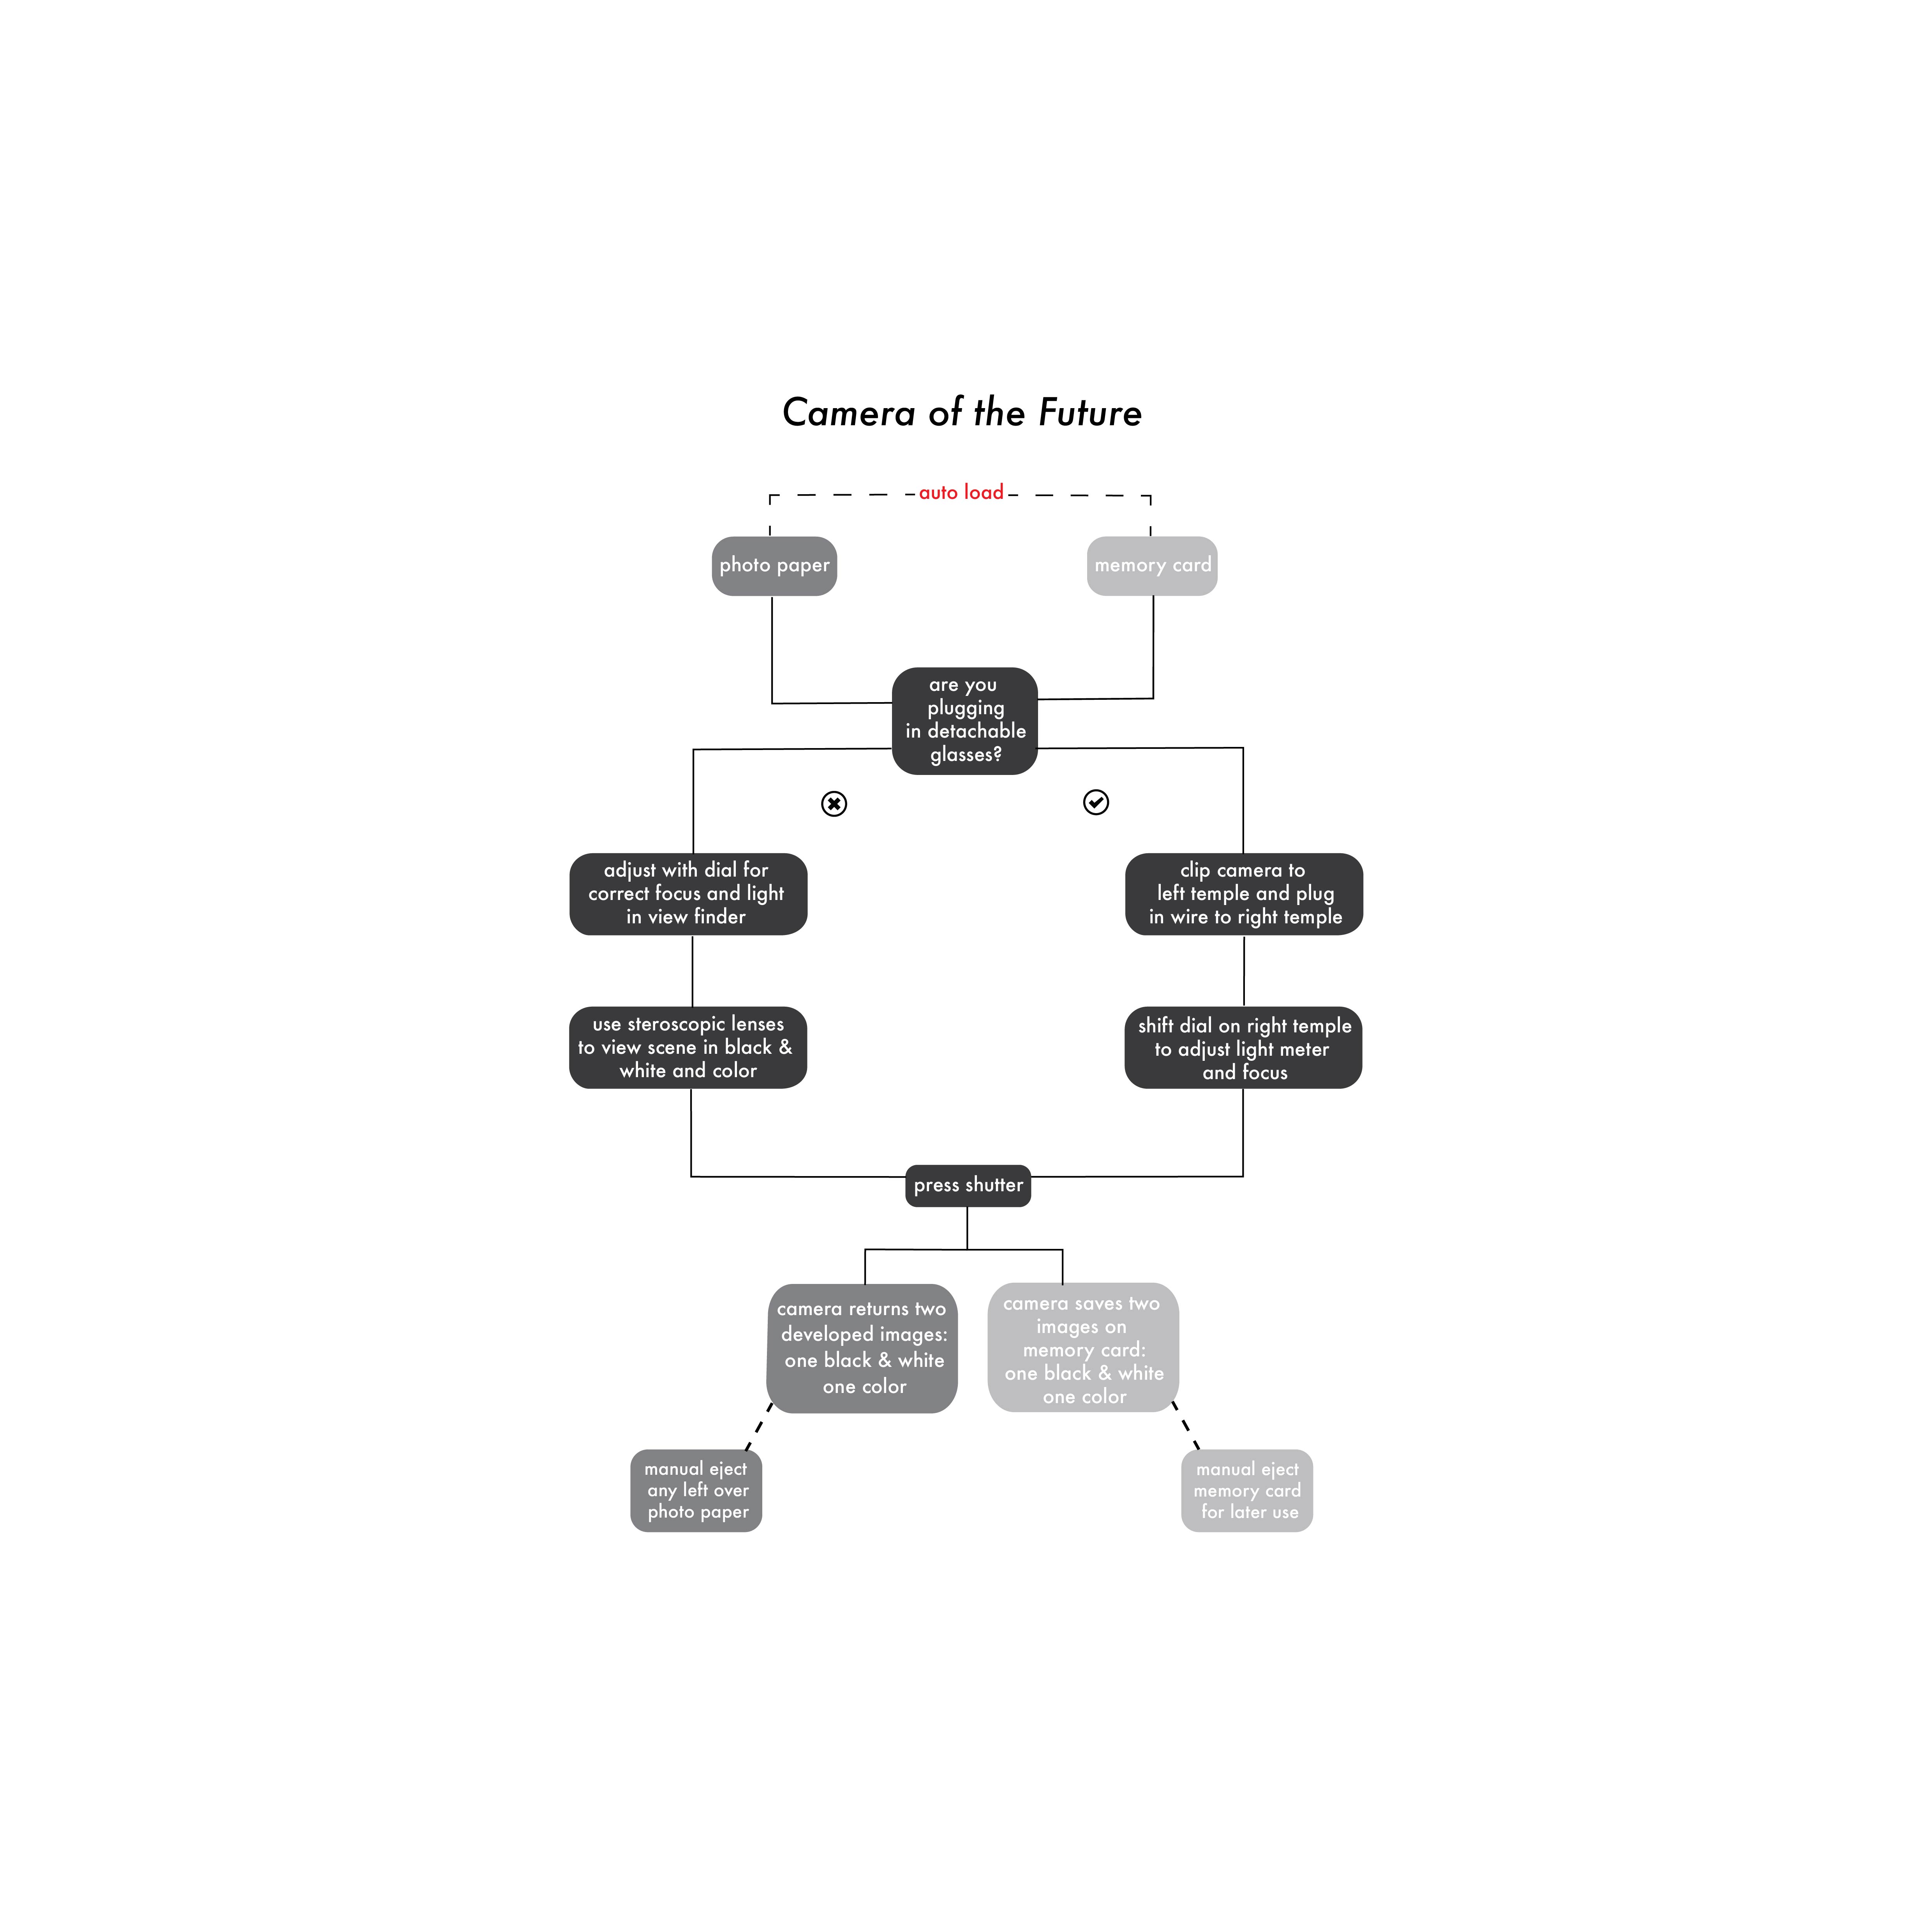 Camera of the Future
auto load
photo paper
memory card
are you
plugging
in detachable
glasses?
adjust with dial for
correct focus and light
in view finder
clip camera to
left temple and plug
in wire to right temple
use steroscopic lenses
to view scene in black &
white and color
shift dial on right temple
to adjust light meter
and focus
press shutter
camera returns two
developed images:
one black & white
one color
camera saves two
images on
memory card:
one black & white
one color
manual eject
any left over
photo paper
manual eject
memory card
for later use